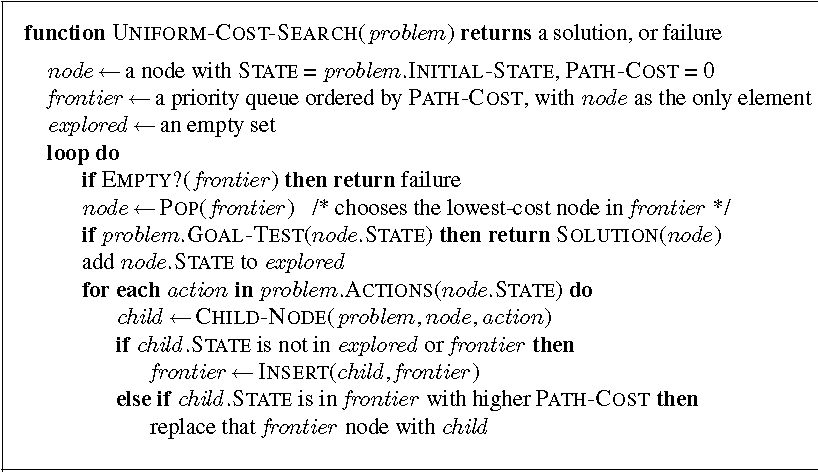 function UNIFORM-COST-SEARCH(problem) returns a solution, or failure
node ← a node with STATE = problem.INITIAL-STATE, PATH-COST = 0
frontier ← a priority queue ordered by PATH-COST, with node as the only element
explored ← an empty set
loop do
if EMPTY?(frontier) then return failure
node ← POP(frontier) /* chooses the lowest-cost node in frontier */
if problem.GOAL-TEST(node.STATE) then return SOLUTION(node)
add node.STATE to explored
for each action in problem.ACTIONS(node.STATE) do
child ← CHILD-NODE(problem, node, action)
if child.STATE is not in explored or frontier then
frontier ← INSERT(child, frontier)
else if child.STATE is in frontier with higher PATH-COST then
replace that frontier node with child